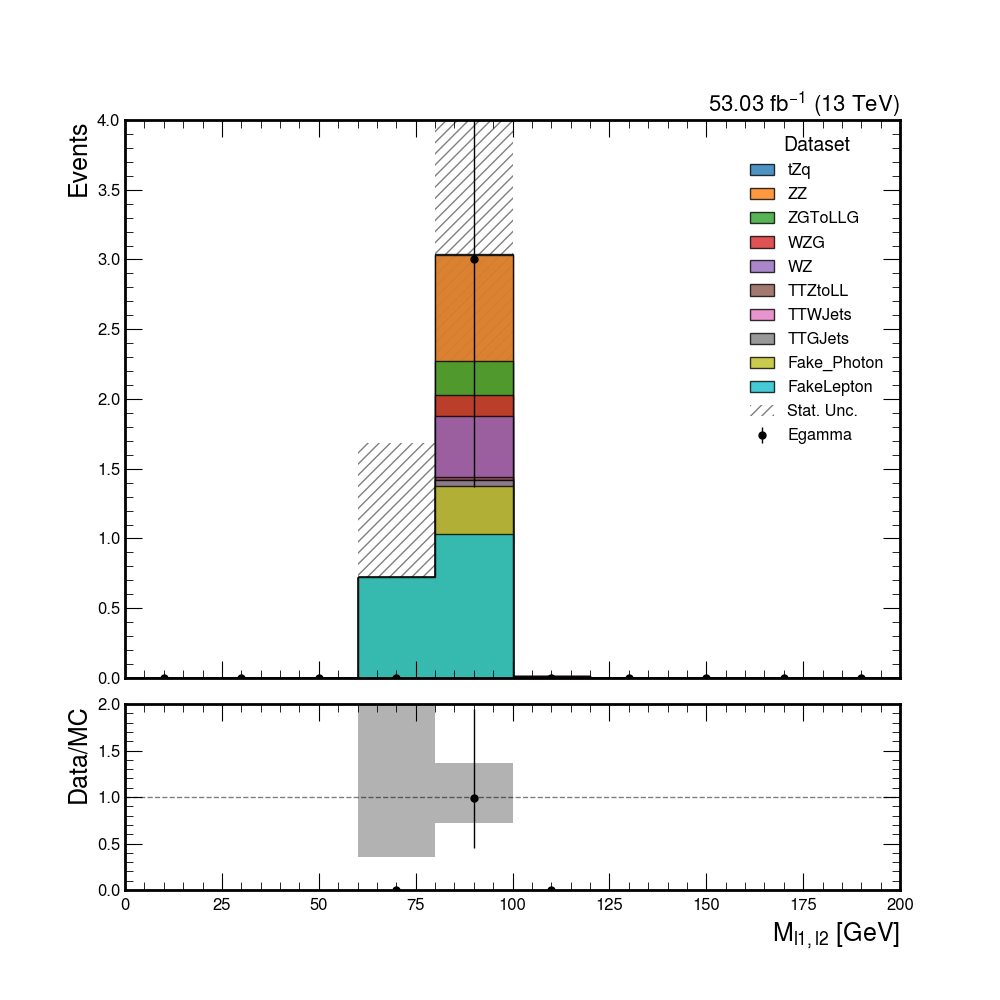 53.03 fb⁻¹ (13 TeV)
Events
4.0
3.5
3.0
2.5
2.0
1.5
1.0
0.5
0.0
Dataset
tZq
ZZ
ZGToLLG
WZG
WZ
TTZtoLL
TTWJets
TTGJets
Fake_Photon
FakeLepton
Stat. Unc.
Egamma
Data/MC
2.0
1.5
1.0
0.5
0.0
0 25 50 75 100 125 150 175 200
M_l1, l2 [GeV]